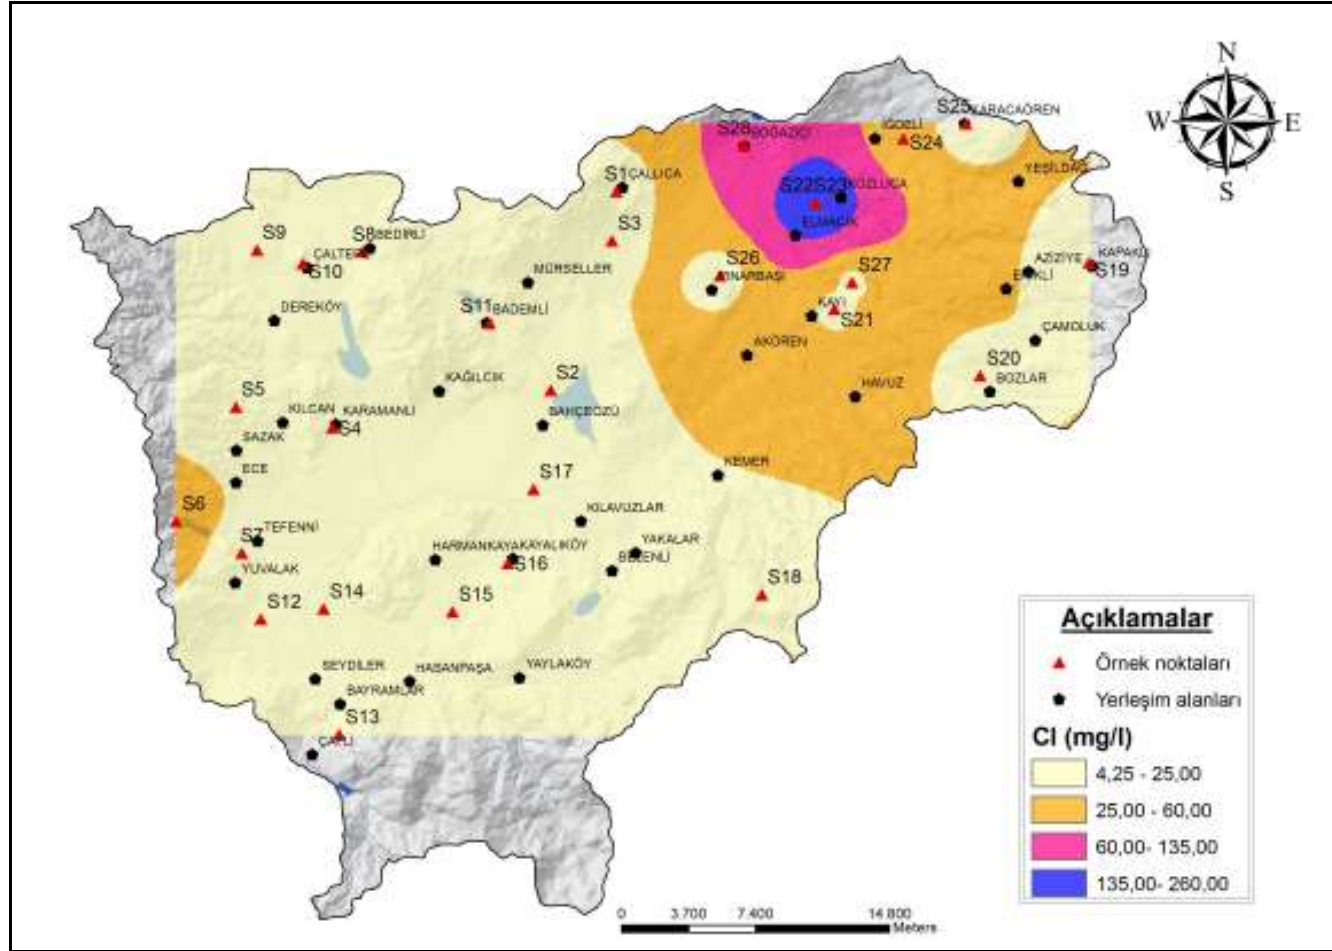 N
W E
S
S25 KARACAÖREN
S28 BOĞAZİÇİ
İĞDELİ
S24
YEŞİLDAĞ
S1 ÇALLICA
S22 S23 KOZLUCA
ELMACIK
S3
S9
S8 BEDİRLİ
S10
MÜRSELLER
S26
S27
KAYI
S21
AZİZİYE
KAPAKLI
S19
DEREKÖY
S11 BADEMLİ
ÇAMOLUK
AKÖREN
S20
BOZLAR
HAVUZ
KAĞILCIK
S2
BAHÇEÖZÜ
S5
KILCAN
KARAMANLI
S4
SAZAK
ECE
KEMER
S17
S6
KILAVUZLAR
S7
TEFENNİ
YUVALAK
HARMANKAYA KAYALIKÖY
S16
YAKALAR
BELENLİ
S12
S14
S15
S18
SEYDİLER
HASANPAŞA
YAYLAKÖY
BAYRAMLAR
S13
Açıklamalar
Örnek noktaları
Yerleşim alanları
Cl (mg/l)
4,25 - 25,00
25,00 - 60,00
60,00- 135,00
135,00- 260,00
0 3.700 7.400 14.800
Meters